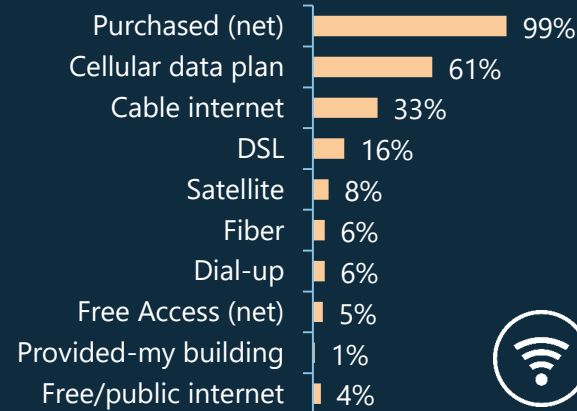 Purchased (net) 99%
Cellular data plan 61%
Cable internet 33%
DSL 16%
Satellite 8%
Fiber 6%
Dial-up 6%
Free Access (net) 5%
Provided-my building 1%
Free/public internet 4%